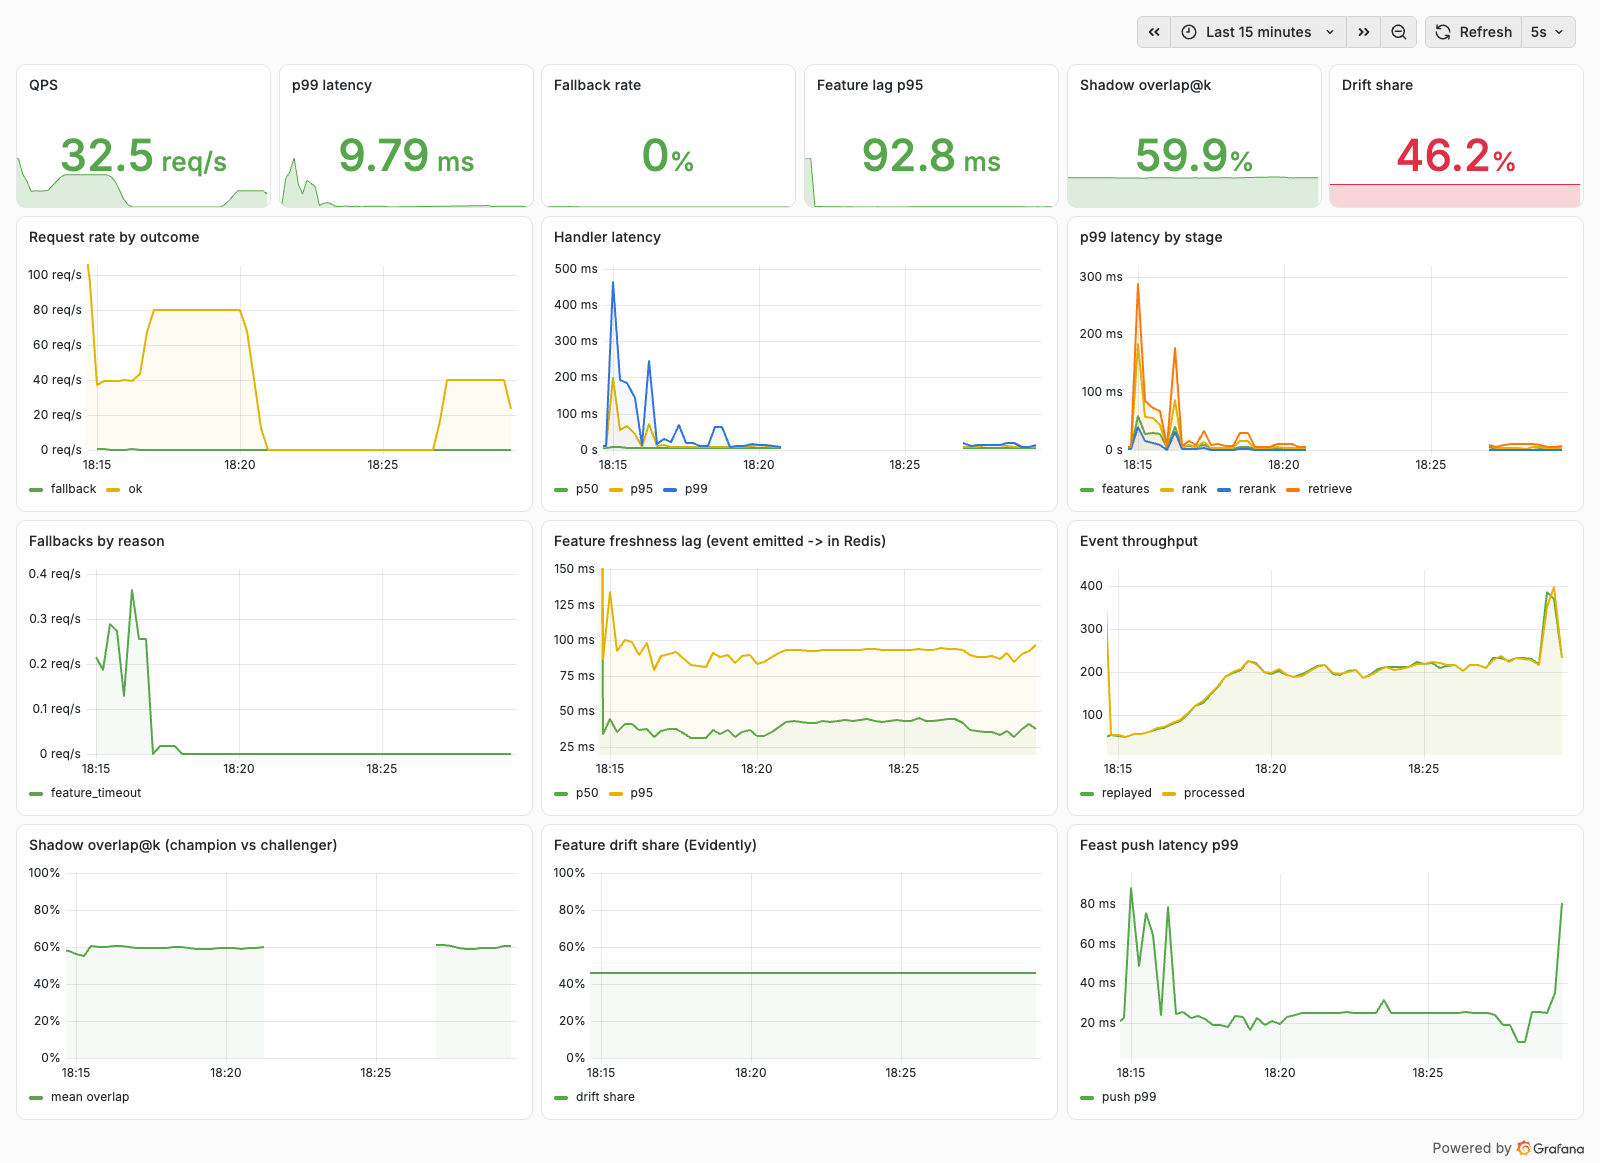 Last 15 minutes
Refresh
5s
QPS
32.5 req/s
p99 latency
9.79 ms
Fallback rate
0%
Feature lag p95
92.8 ms
Shadow overlap@k
59.9%
Drift share
46.2%
Request rate by outcome
100 req/s
80 req/s
60 req/s
40 req/s
20 req/s
0 req/s
18:15 18:20 18:25
fallback ok
Handler latency
500 ms
400 ms
300 ms
200 ms
100 ms
0 s
18:15 18:20 18:25
p50 p95 p99
p99 latency by stage
300 ms
200 ms
100 ms
0 s
18:15 18:20 18:25
features rank rerank retrieve
Fallbacks by reason
0.4 req/s
0.3 req/s
0.2 req/s
0.1 req/s
0 req/s
18:15 18:20 18:25
feature_timeout
Feature freshness lag (event emitted -> in Redis)
150 ms
125 ms
100 ms
75 ms
50 ms
25 ms
18:15 18:20 18:25
p50 p95
Event throughput
400
300
200
100
18:15 18:20 18:25
replayed processed
Shadow overlap@k (champion vs challenger)
100%
80%
60%
40%
20%
0%
18:15 18:20 18:25
mean overlap
Feature drift share (Evidently)
100%
80%
60%
40%
20%
0%
18:15 18:20 18:25
drift share
Feast push latency p99
80 ms
60 ms
40 ms
20 ms
18:15 18:20 18:25
push p99
Powered by Grafana